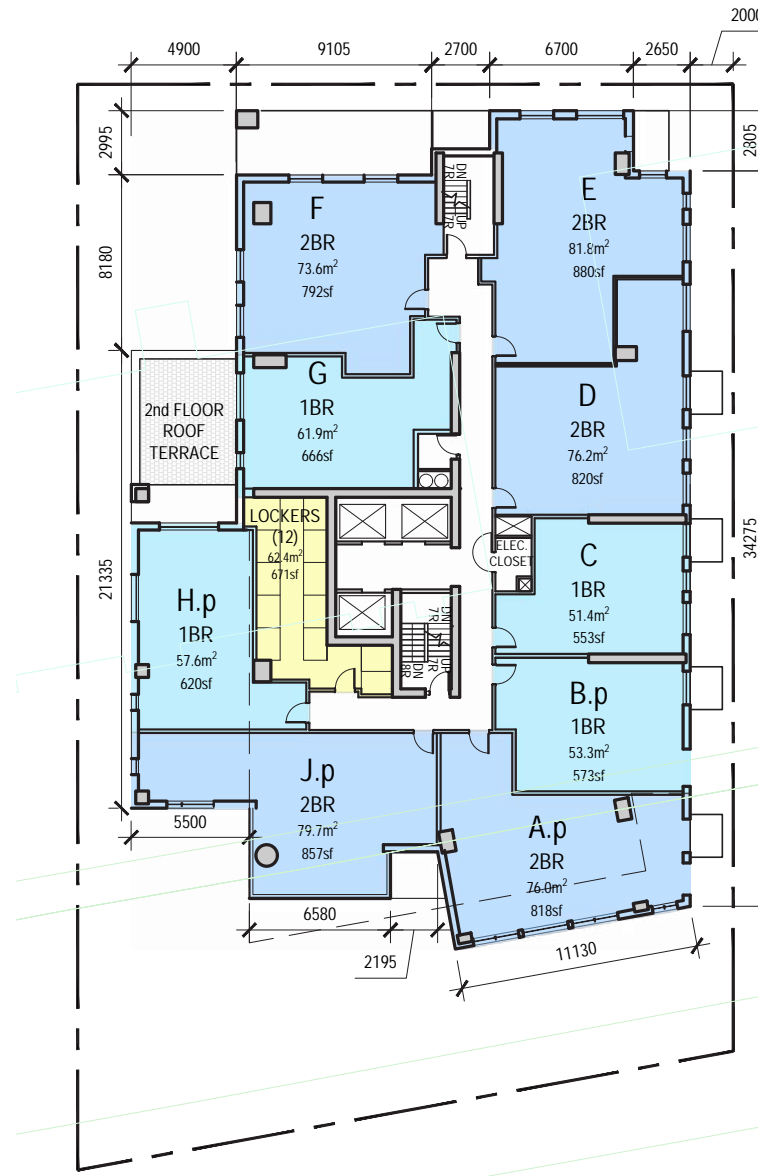 2000
4900
9105
2700
6700
2650
2995
2805
8180
21335
34275
DN
7R
UP
7R
F
2BR
73.6m²
792sf
E
2BR
81.8m²
880sf
G
1BR
61.9m²
666sf
D
2BR
76.2m²
820sf
2nd FLOOR
ROOF
TERRACE
LOCKERS
(12)
62.4m²
671sf
ELEC.
CLOSET
C
1BR
51.4m²
553sf
H.p
1BR
57.6m²
620sf
DN
7R
UP
7R
DN
8R
B.p
1BR
53.3m²
573sf
J.p
2BR
79.7m²
857sf
A.p
2BR
76.0m²
818sf
5500
6580
2195
11130